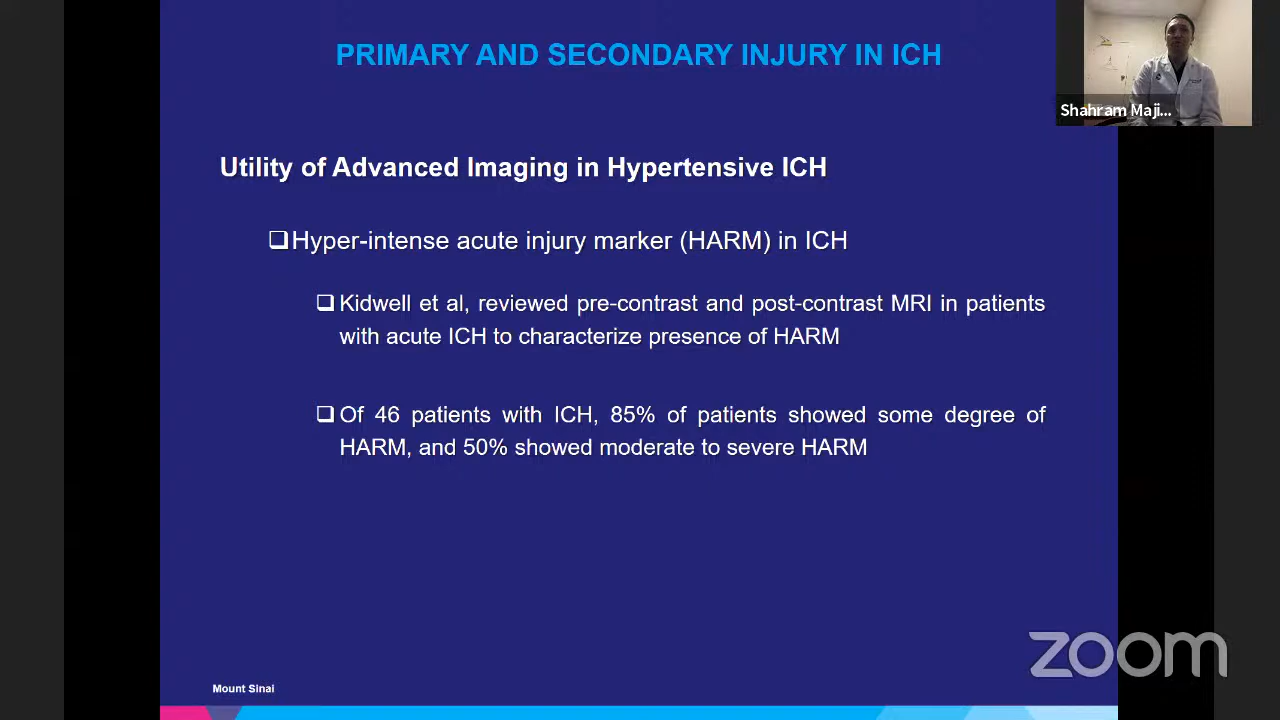 PRIMARY AND SECONDARY INJURY IN ICH
Shahram Maji...
Utility of Advanced Imaging in Hypertensive ICH
❑Hyper-intense acute injury marker (HARM) in ICH
❑Kidwell et al, reviewed pre-contrast and post-contrast MRI in patients
with acute ICH to characterize presence of HARM
❑Of 46 patients with ICH, 85% of patients showed some degree of
HARM, and 50% showed moderate to severe HARM
zoom
Mount Sinai